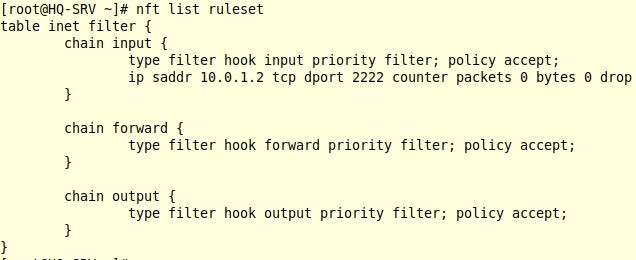 [root@HQ-SRV ~]# nft list ruleset
table inet filter {
        chain input {
                type filter hook input priority filter; policy accept;
                ip saddr 10.0.1.2 tcp dport 2222 counter packets 0 bytes 0 drop
        }

        chain forward {
                type filter hook forward priority filter; policy accept;
        }

        chain output {
                type filter hook output priority filter; policy accept;
        }
}